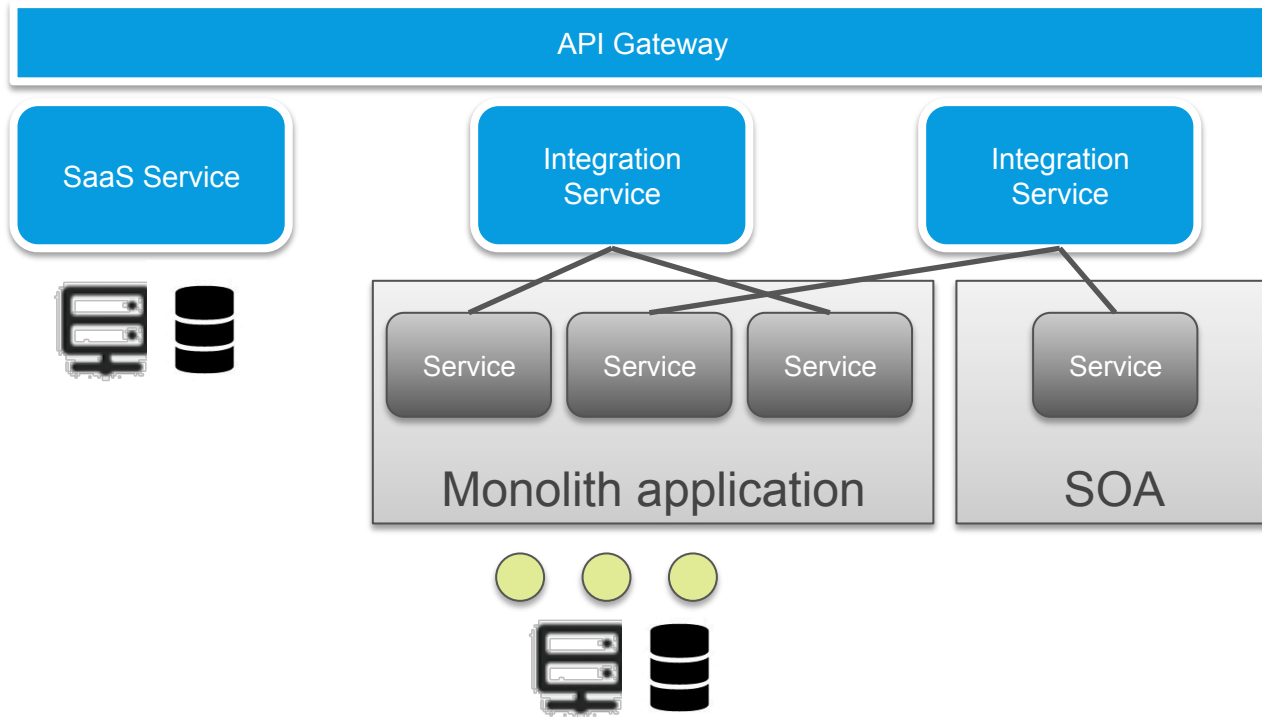 API Gateway
SaaS Service
Integration
Service
Integration
Service
Service
Service
Service
Service
Monolith application
SOA